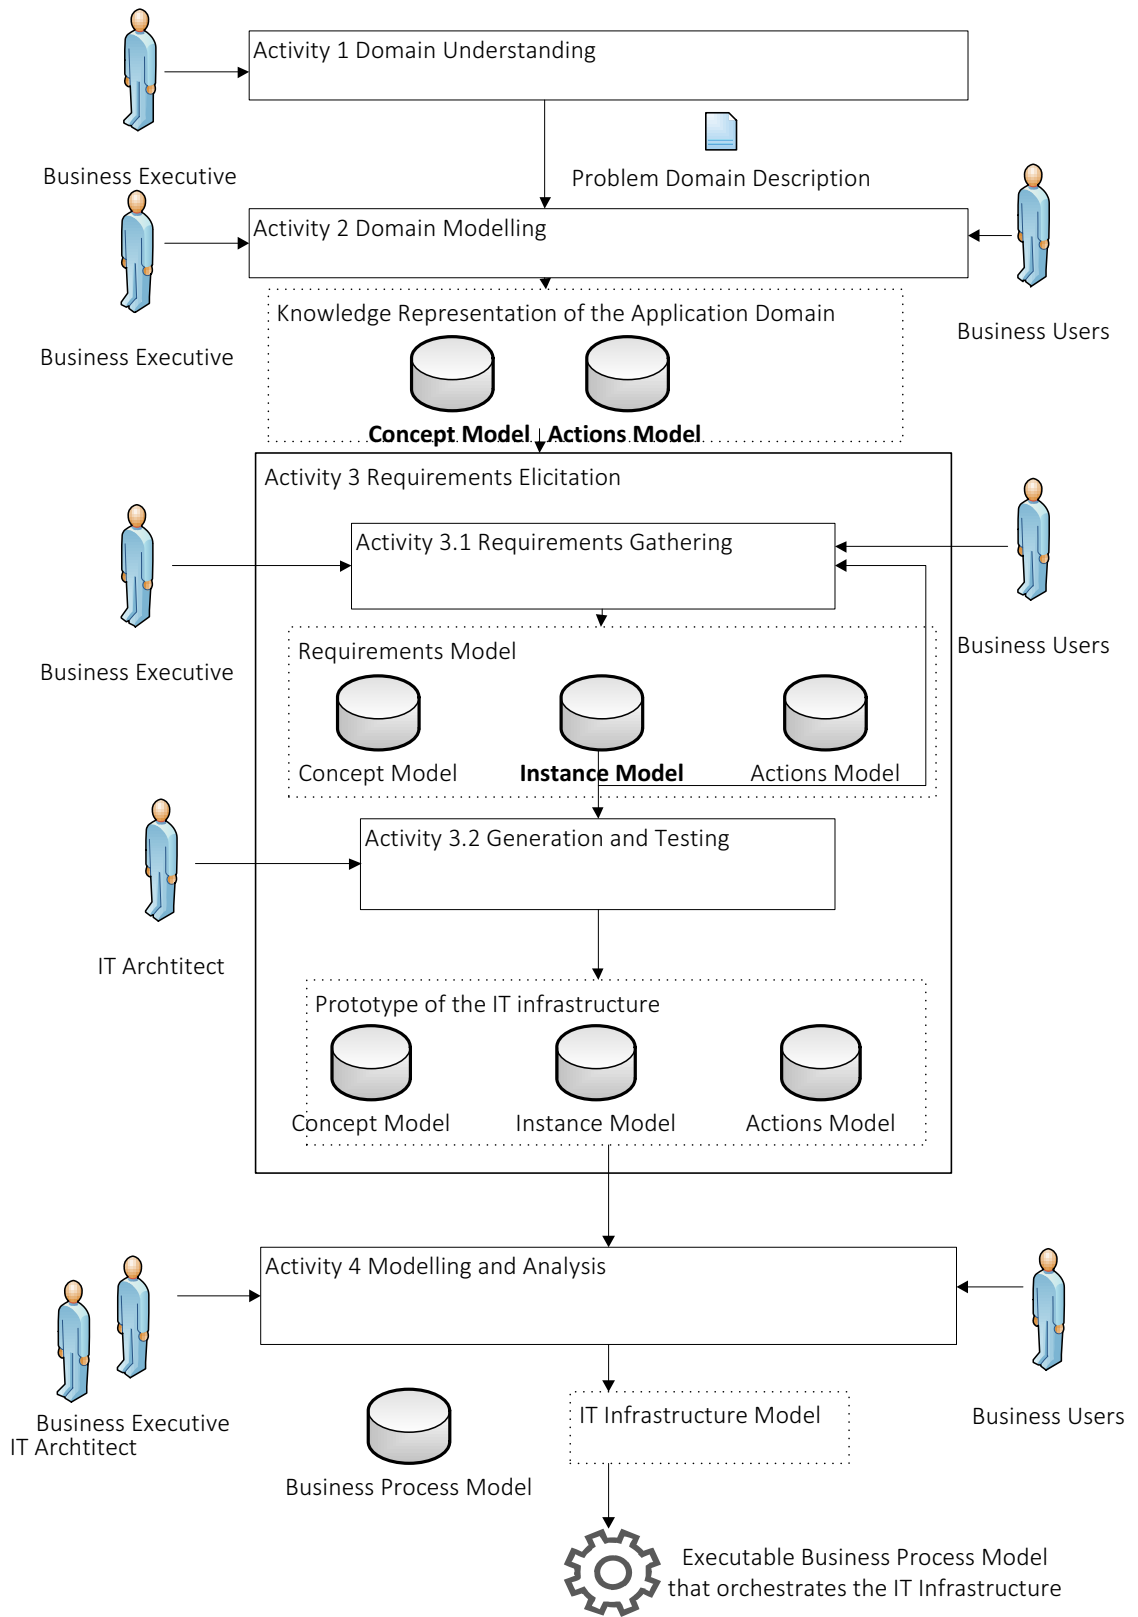 Activity 1 Domain Understanding
Business Executive
Problem Domain Description
Activity 2 Domain Modelling
Business Executive
Business Users
Knowledge Representation of the Application Domain
Concept Model
Actions Model
Activity 3 Requirements Elicitation
Activity 3.1 Requirements Gathering
Business Executive
Business Users
Requirements Model
Concept Model
Instance Model
Actions Model
Activity 3.2 Generation and Testing
IT Archtitect
Prototype of the IT infrastructure
Concept Model
Instance Model
Actions Model
Activity 4 Modelling and Analysis
Business Executive
IT Archtitect
Business Users
IT Infrastructure Model
Business Process Model
Executable Business Process Model
that orchestrates the IT Infrastructure